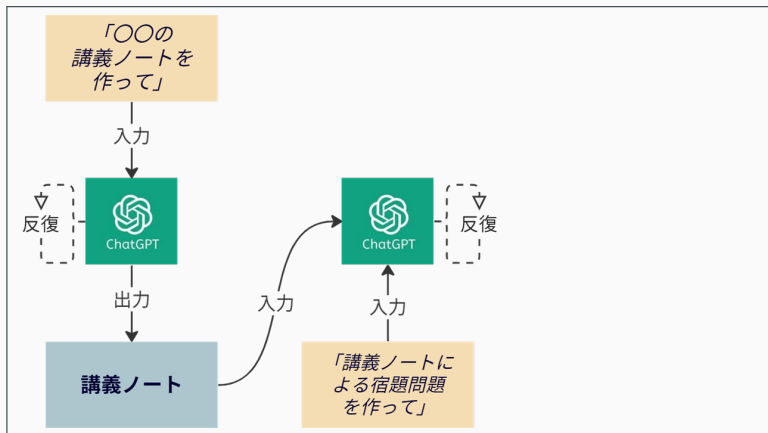 「〇〇の
講義ノートを
作って」
入力
反復
ChatGPT
出力
講義ノート
入力
ChatGPT
反復
入力
「講義ノートに
よる宿題問題
を作って」